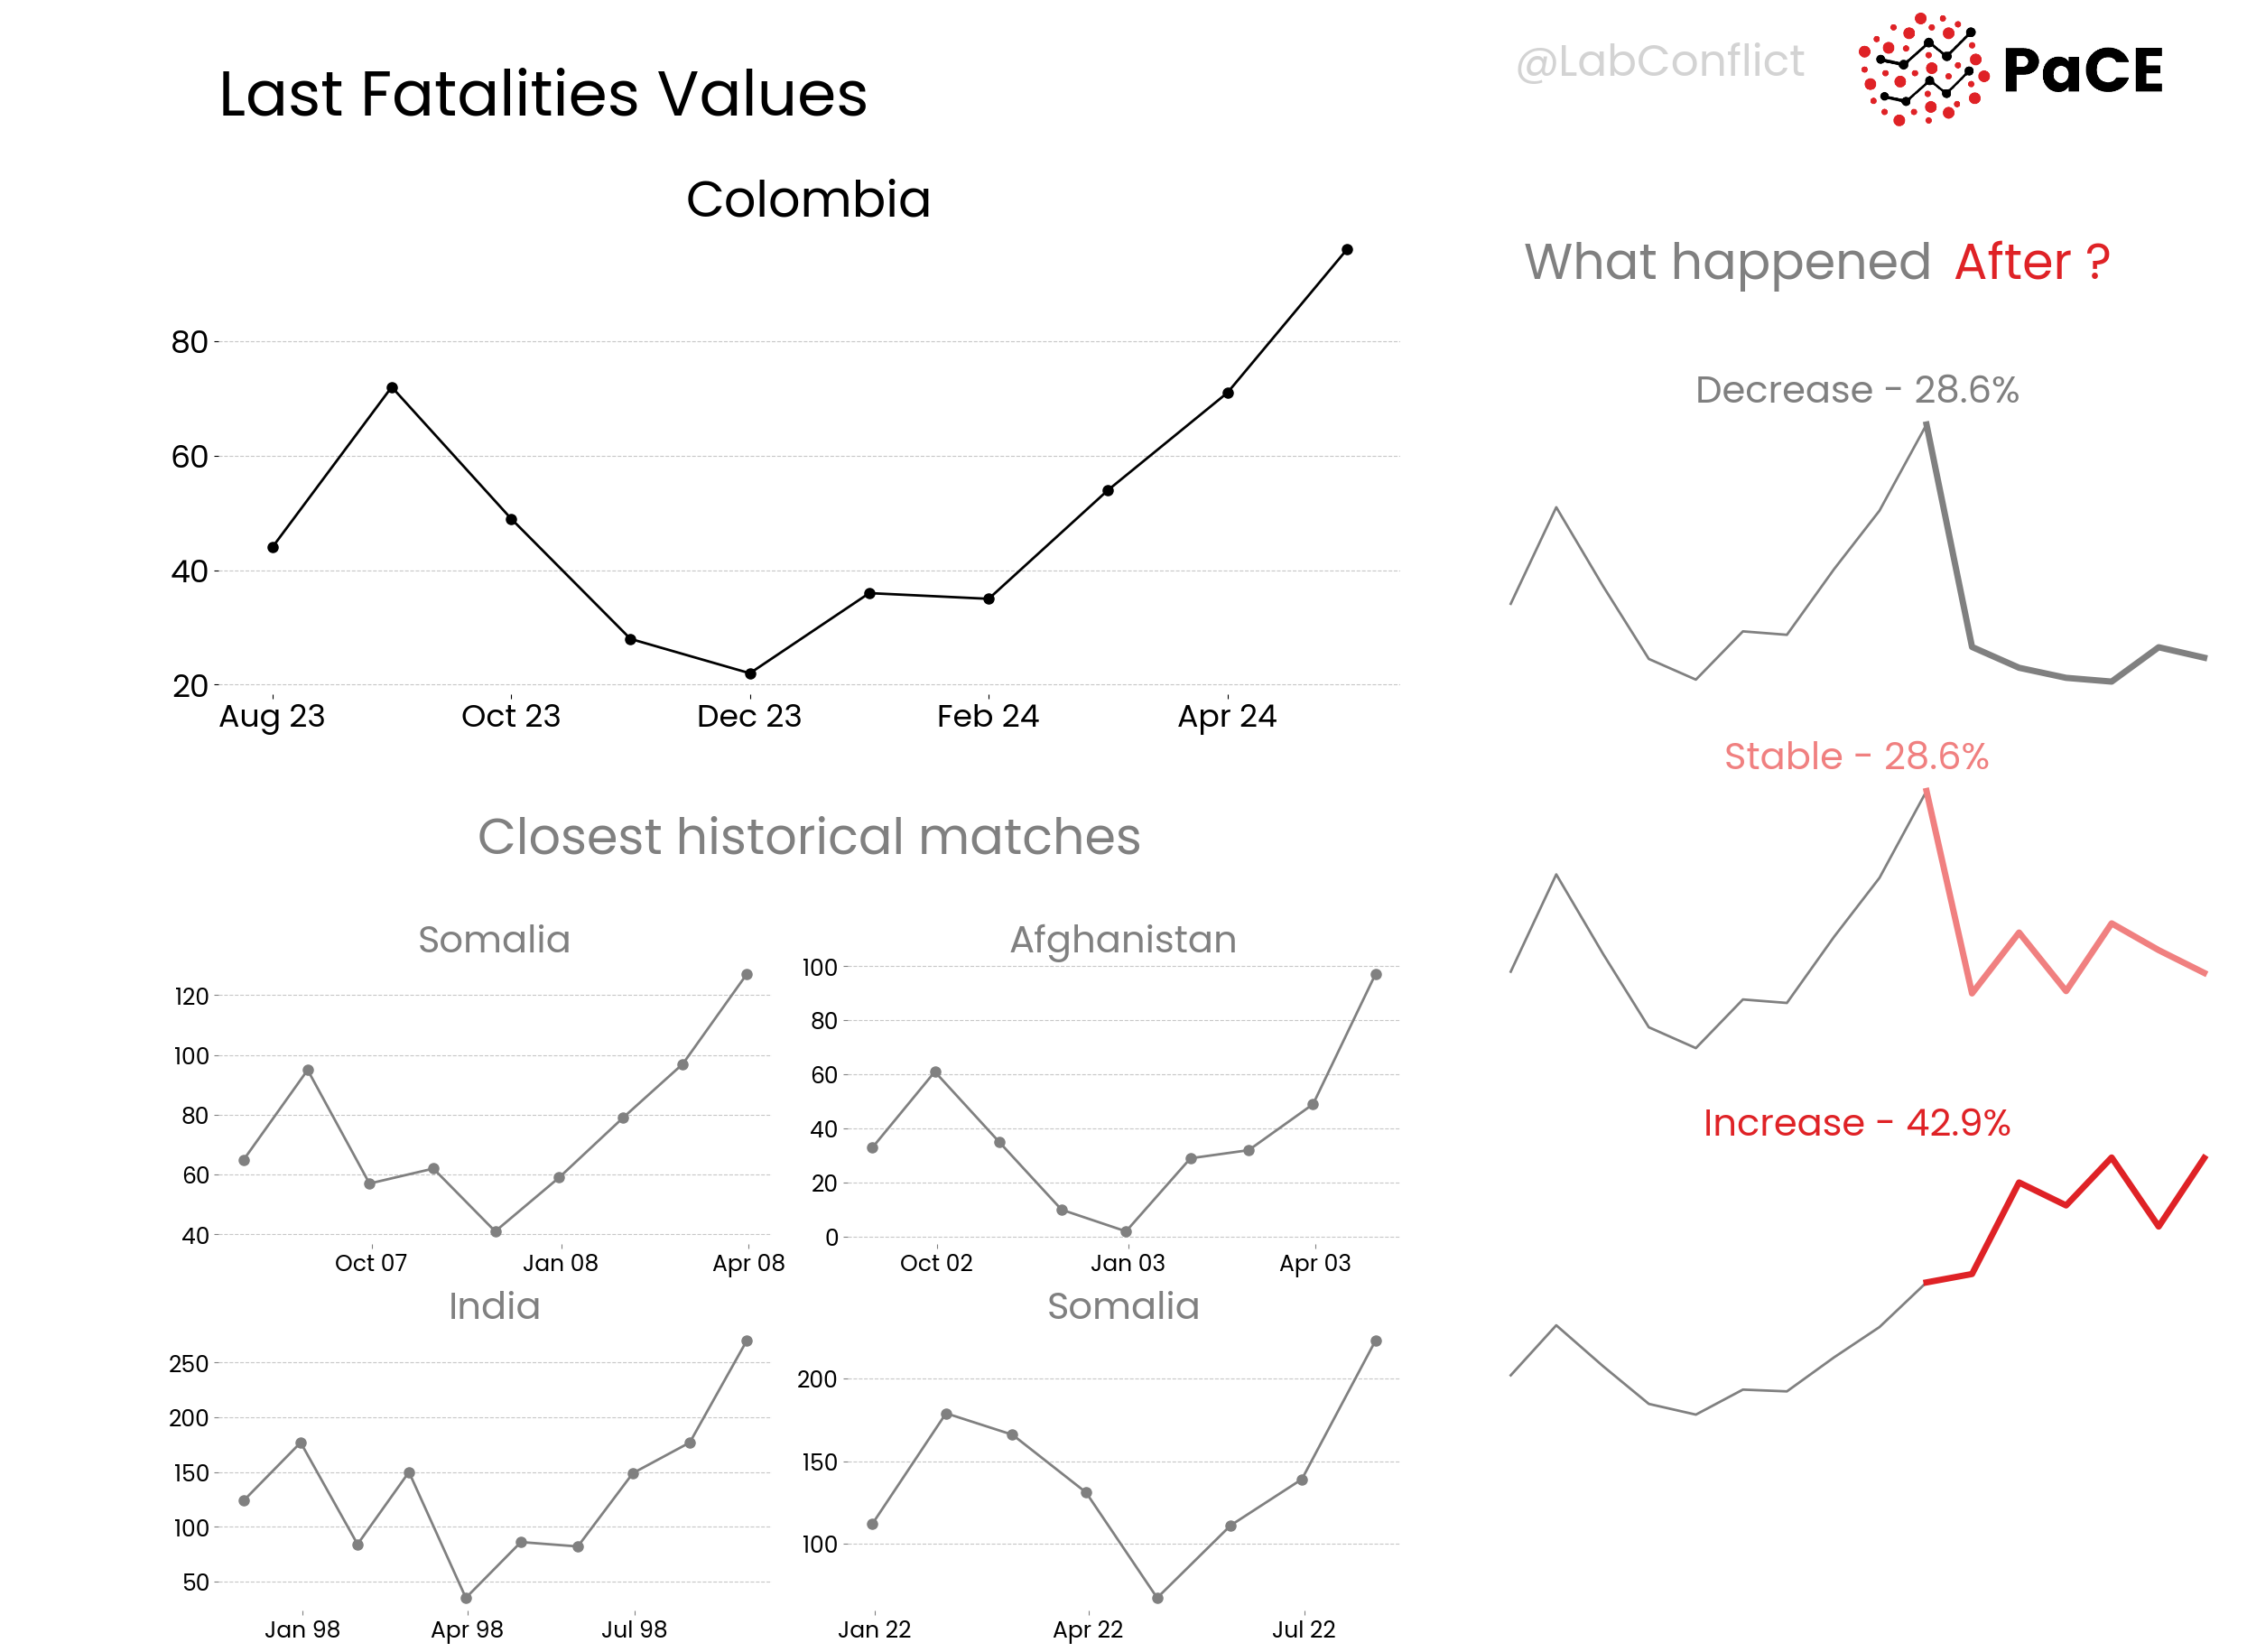 @LabConflict
PaCE
Last Fatalities Values
Colombia
80
60
40
20
Aug 23 Oct 23 Dec 23 Feb 24 Apr 24
What happened After ?
Decrease - 28.6%
Stable - 28.6%
Increase - 42.9%
Closest historical matches
Somalia
120
100
80
60
40
Oct 07 Jan 08 Apr 08
Afghanistan
100
80
60
40
20
0
Oct 02 Jan 03 Apr 03
India
250
200
150
100
50
Jan 98 Apr 98 Jul 98
Somalia
200
150
100
Jan 22 Apr 22 Jul 22